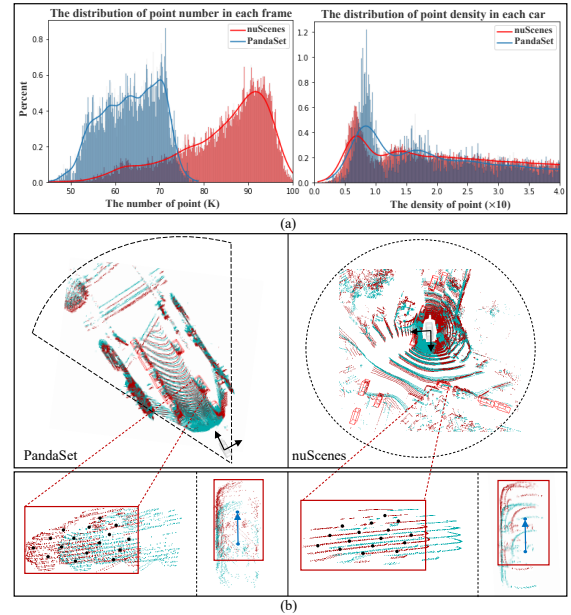 The distribution of point number in each frame
nuScenes
PandaSet
Percent
0.8
0.6
0.4
0.2
0.0
50 60 70 80 90 100
The number of point (K)
The distribution of point density in each car
nuScenes
PandaSet
1.2
1.0
0.8
0.6
0.4
0.2
0.0
0.0 0.5 1.0 1.5 2.0 2.5 3.0 3.5 4.0
The density of point (×10)
(a)
PandaSet
nuScenes
(b)